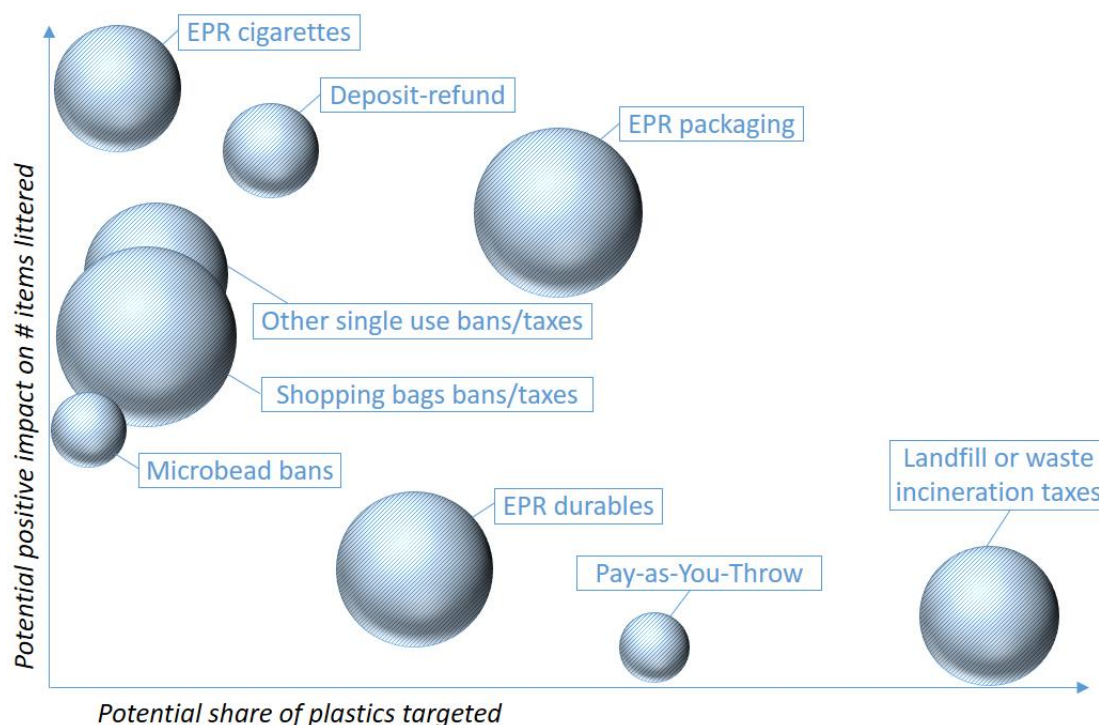 EPR cigarettes
Deposit-refund
EPR packaging
Other single use bans/taxes
Shopping bags bans/taxes
Microbead bans
Landfill or waste
incineration taxes
EPR durables
Pay-as-You-Throw
Potential positive impact on # items littered
Potential share of plastics targeted